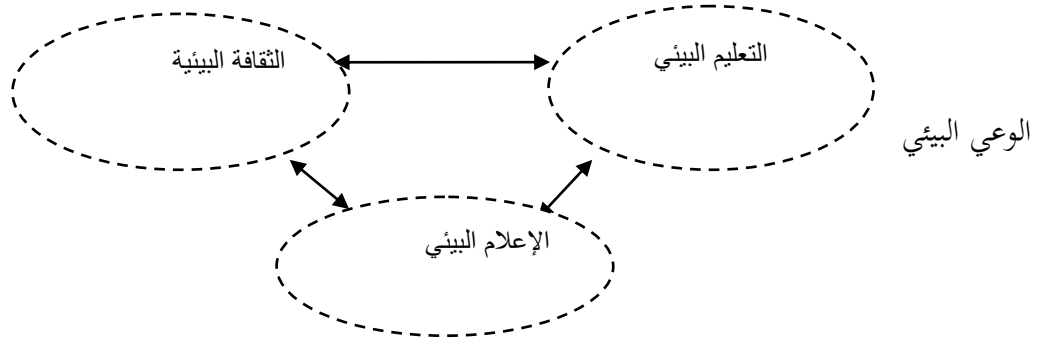 التعليم البيئي
الثقافة البيئية
الوعي البيئي
الإعلام البيئي